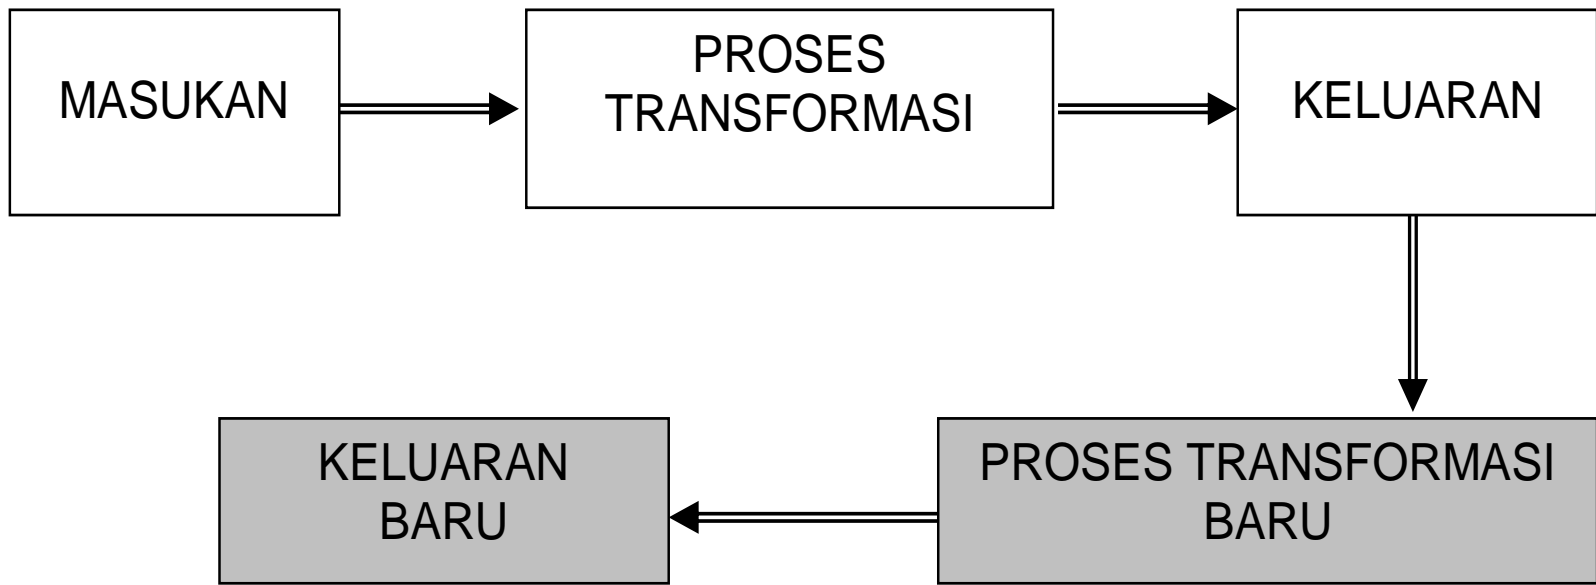 MASUKAN
PROSES
TRANSFORMASI
KELUARAN
KELUARAN
BARU
PROSES TRANSFORMASI
BARU